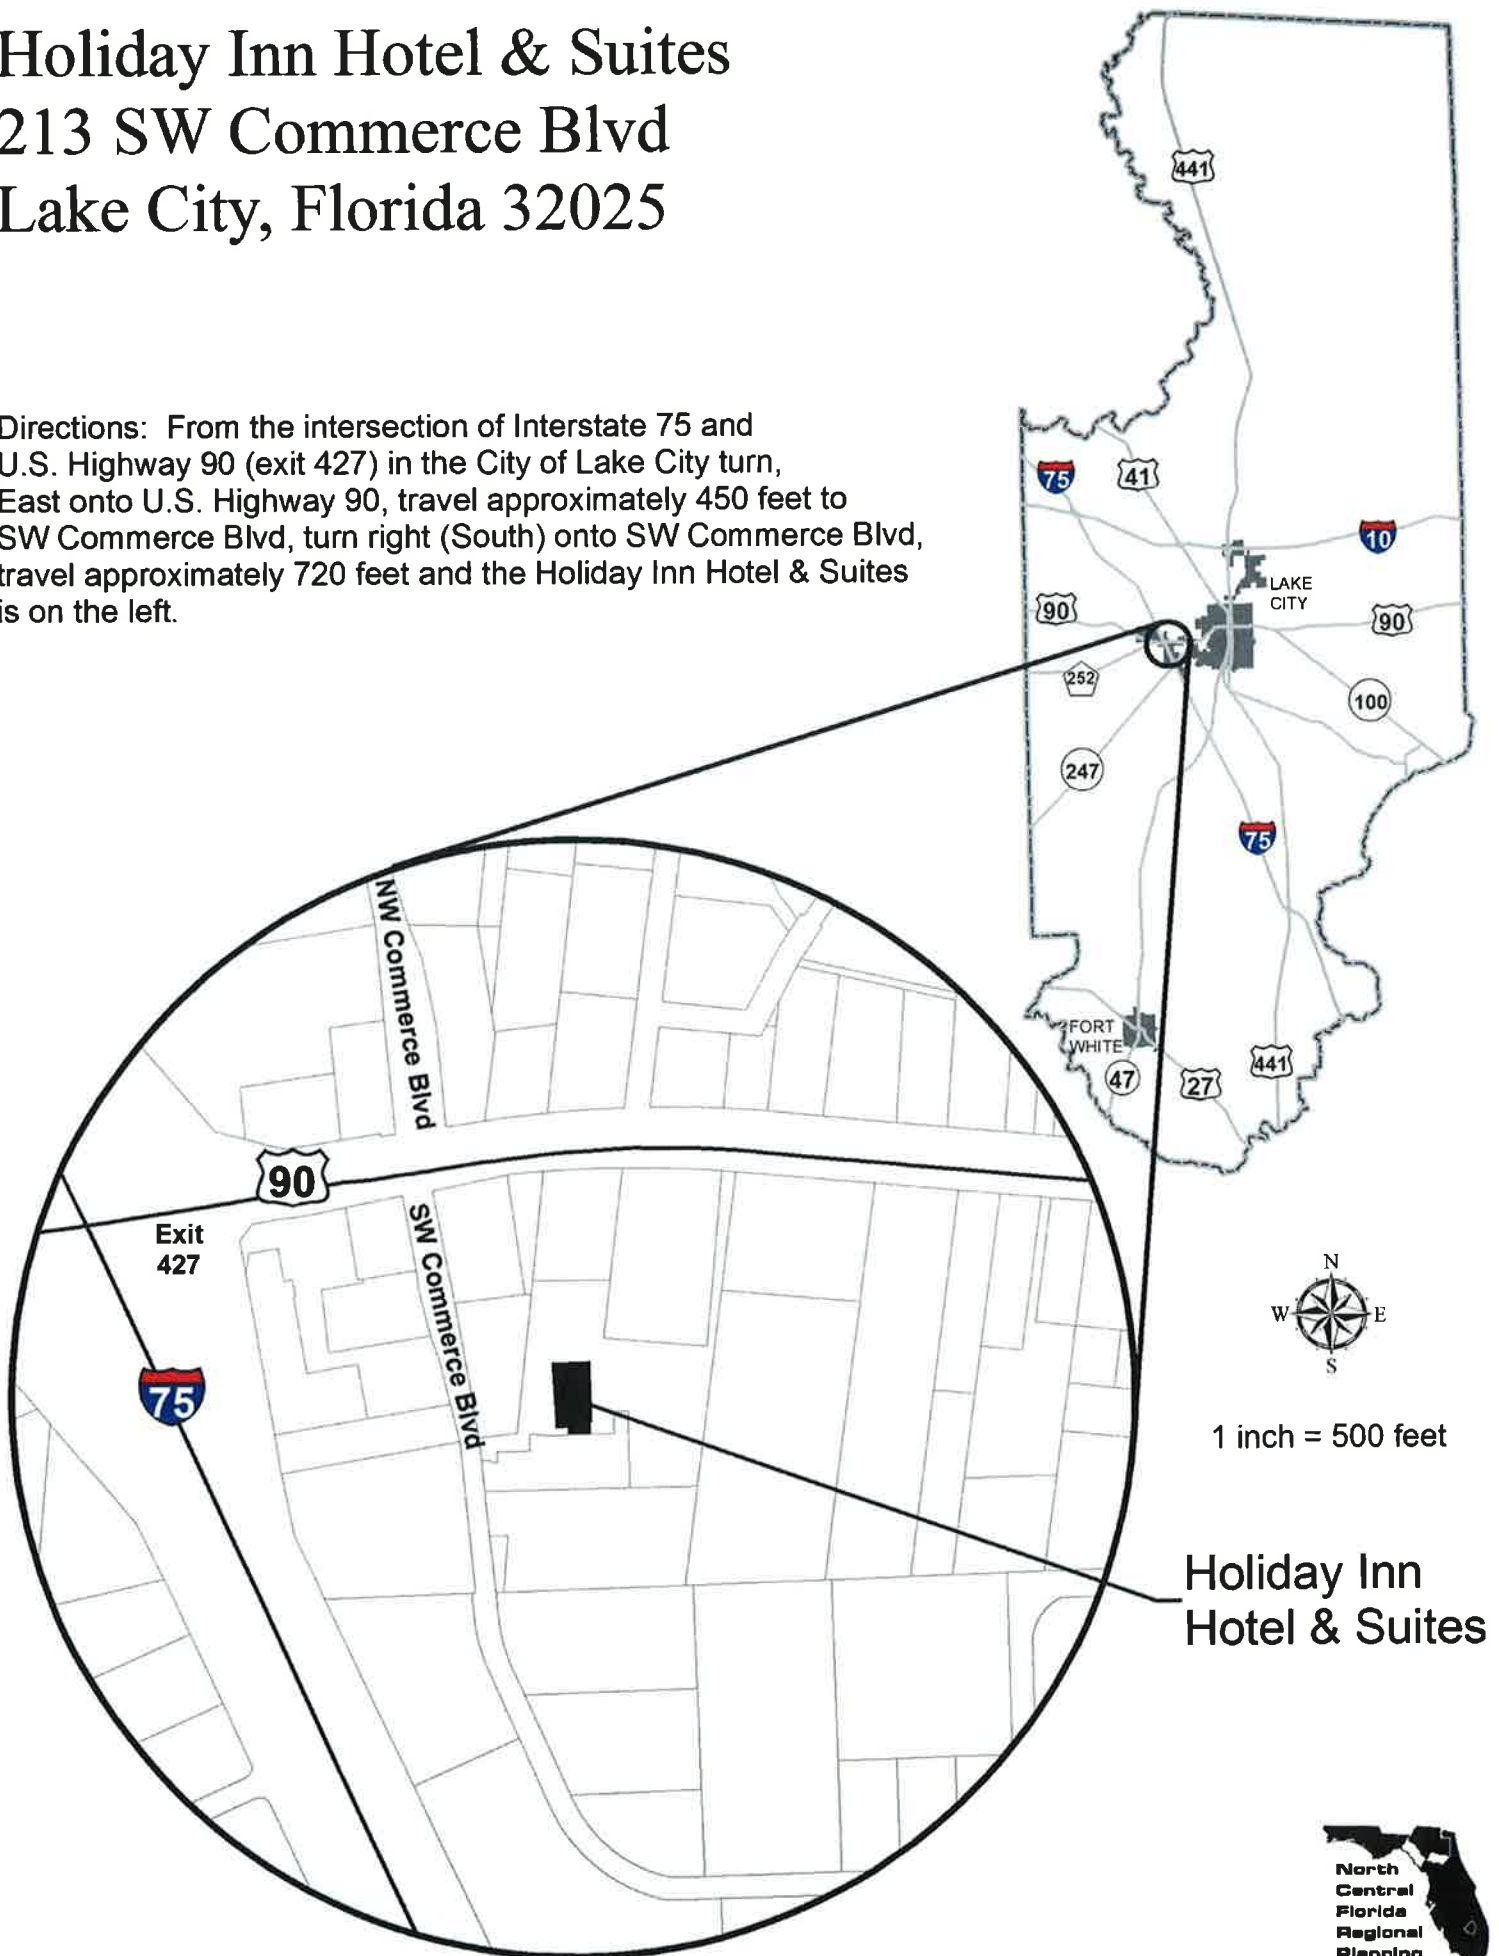 Holiday Inn Hotel & Suites
213 SW Commerce Blvd
Lake City, Florida 32025
Directions: From the intersection of Interstate 75 and
U.S. Highway 90 (exit 427) in the City of Lake City turn,
East onto U.S. Highway 90, travel approximately 450 feet to
SW Commerce Blvd, turn right (South) onto SW Commerce Blvd,
travel approximately 720 feet and the Holiday Inn Hotel & Suites
is on the left.
441
75
41
10
LAKE
CITY
90
90
252
100
247
75
FORT
WHITE
47
27
441
NW Commerce Blvd
90
Exit
427
SW Commerce Blvd
75
N
W
E
S
1 inch = 500 feet
Holiday Inn
Hotel & Suites
North
Central
Florida
Regional
Planning